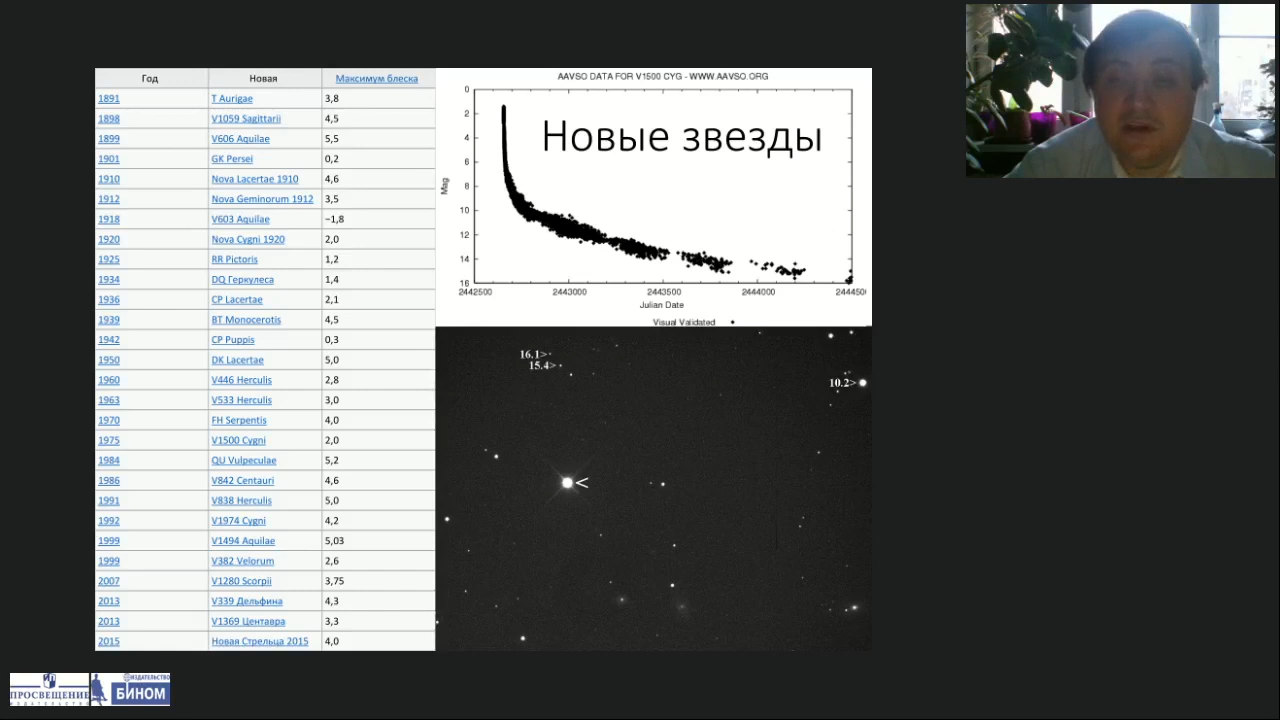 Год Новая Максимум блеска
1891 T Aurigae 3,8
1898 V1059 Sagittarii 4,5
1899 V606 Aquilae 5,5
1901 GK Persei 0,2
1910 Nova Lacertae 1910 4,6
1912 Nova Geminorum 1912 3,5
1918 V603 Aquilae −1,8
1920 Nova Cygni 1920 2,0
1925 RR Pictoris 1,2
1934 DQ Геркулеса 1,4
1936 CP Lacertae 2,1
1939 BT Monocerotis 4,5
1942 CP Puppis 0,3
1950 DK Lacertae 5,0
1960 V446 Herculis 2,8
1963 V533 Herculis 3,0
1970 FH Serpentis 4,0
1975 V1500 Cygni 2,0
1984 QU Vulpeculae 5,2
1986 V842 Centauri 4,6
1991 V838 Herculis 5,0
1992 V1974 Cygni 4,2
1999 V1494 Aquilae 5,03
1999 V382 Velorum 2,6
2007 V1280 Scorpii 3,75
2013 V339 Дельфина 4,3
2013 V1369 Центавра 3,3
2015 Новая Стрельца 2015 4,0
AAVSO DATA FOR V1500 CYG - WWW.AAVSO.ORG
Новые звезды
Mag
0
2
4
6
8
10
12
14
16
2442500 2443000 2443500 2444000 244450
Julian Date
Visual Validated
16.1>
15.4>
10.2>
<
ПРОСВЕЩЕНИЕ
ИЗДАТЕЛЬСТВО
ИЗДАТЕЛЬСТВО
БИНОМ